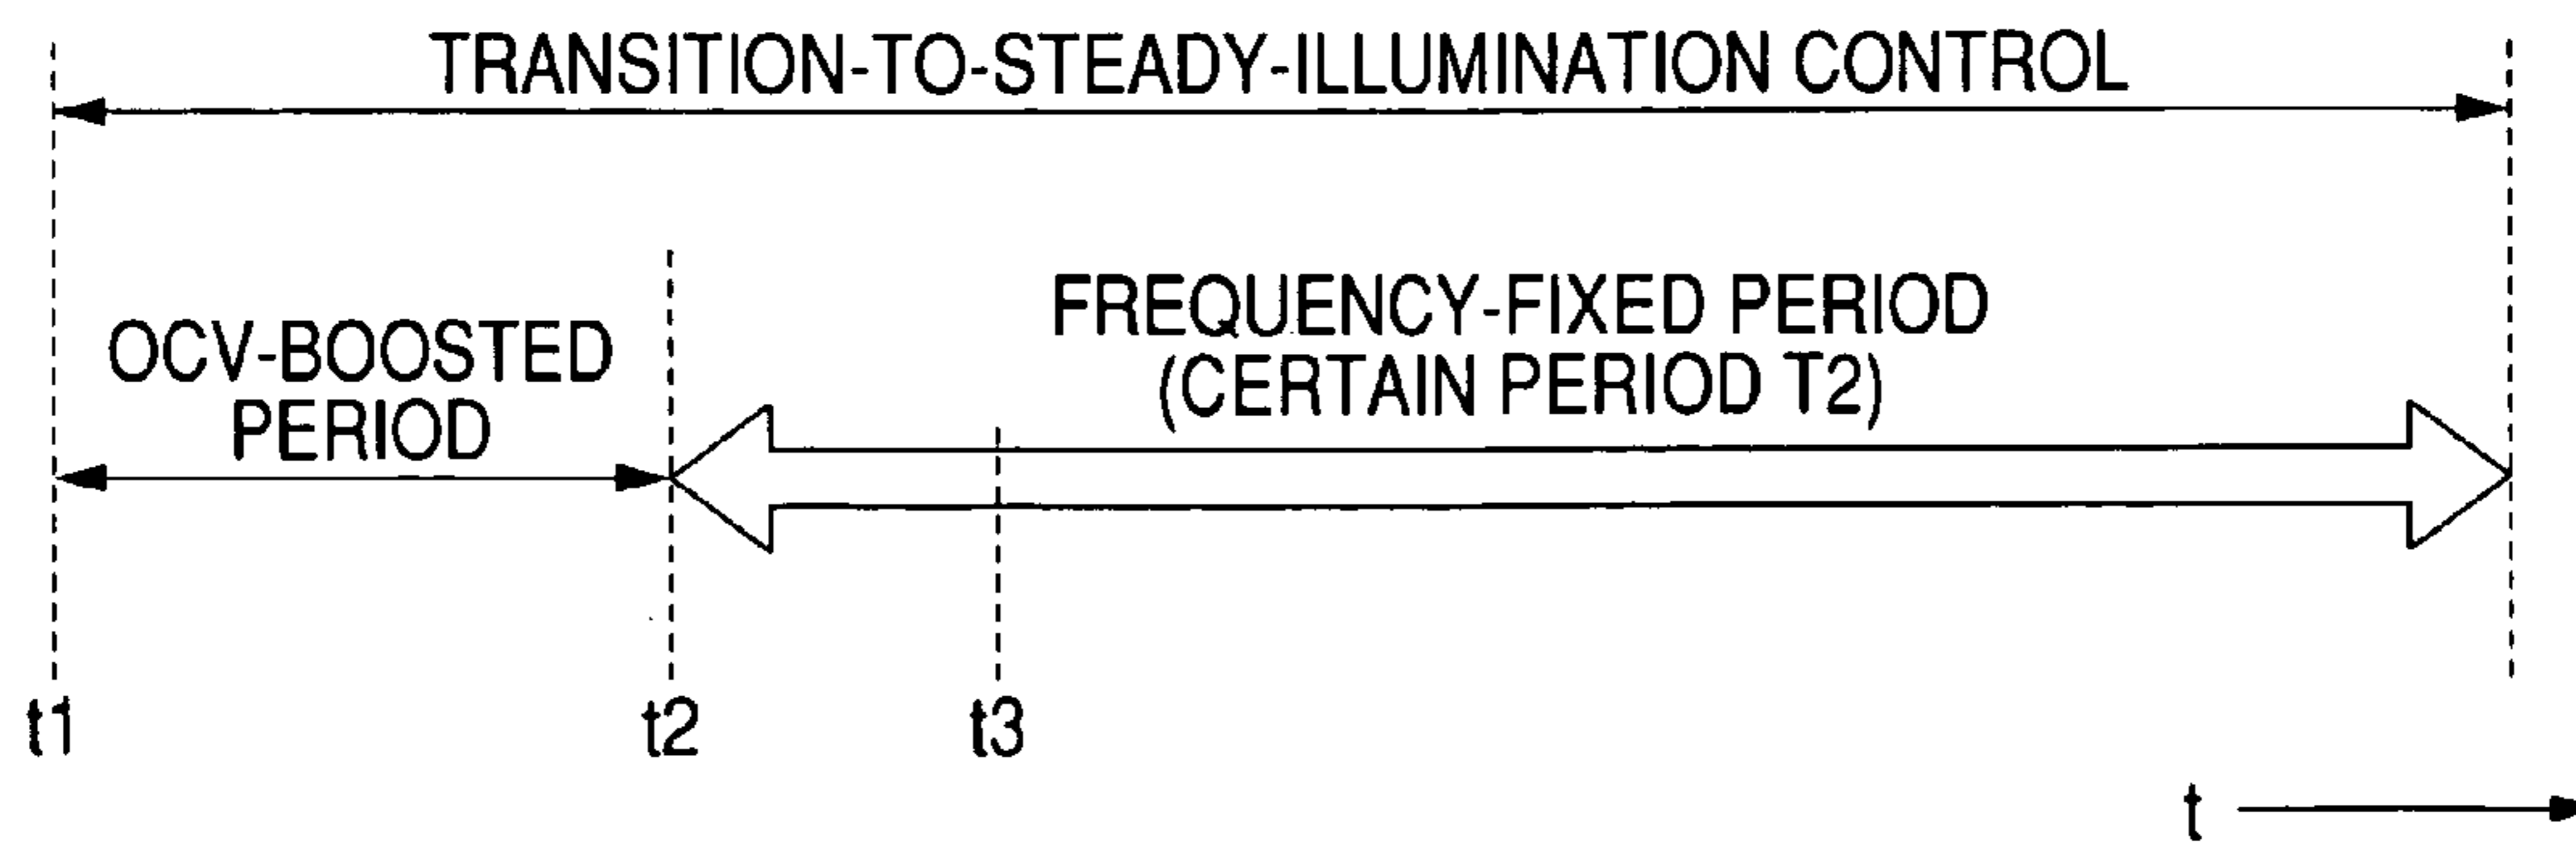 TRANSITION-TO-STEADY-ILLUMINATION CONTROL
OCV-BOOSTED
PERIOD
FREQUENCY-FIXED PERIOD
(CERTAIN PERIOD T2)
t1
t2
t3
t